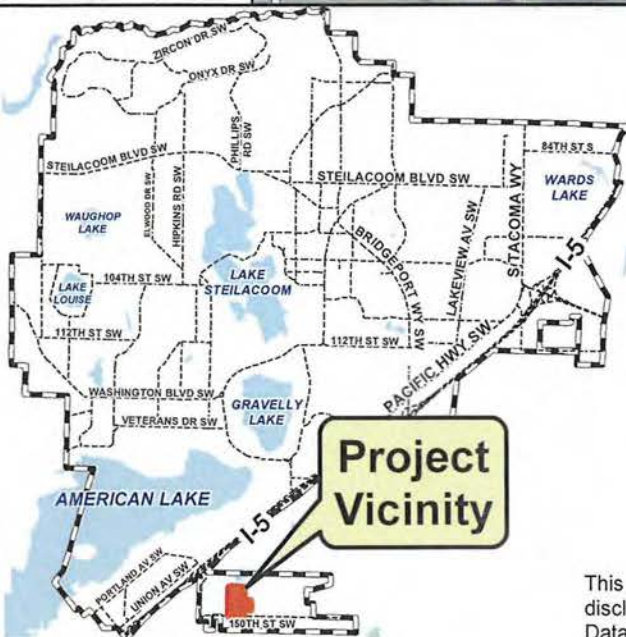 ZIRCON DR SW
ONYX DR SW
PHILLIPS
RD SW
STEILACOOM BLVD SW
84TH ST S
STEILACOOM BLVD SW
WARDS
LAKE
ELWOOD DR SW
HIPKINS RD SW
WAUGHOP
LAKE
BRIDGEPORT WY SW
LAKEVIEW AV SW
S TACOMA WY
I-5
LAKE
LOUISE
104TH ST SW
LAKE
STEILACOOM
112TH ST SW
112TH ST SW
PACIFIC HWY SW
WASHINGTON BLVD SW
GRAVELLY
LAKE
VETERANS DR SW
Project
Vicinity
AMERICAN LAKE
I-5
PORTLAND AV SW
UNION AV SW
150TH ST SW
This
discl
Data